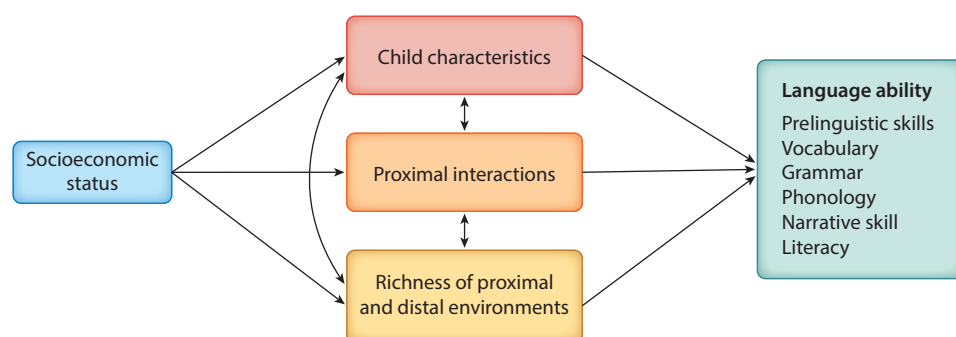 Socioeconomic
status
Child characteristics
Proximal interactions
Richness of proximal
and distal environments
Language ability
Prelinguistic skills
Vocabulary
Grammar
Phonology
Narrative skill
Literacy